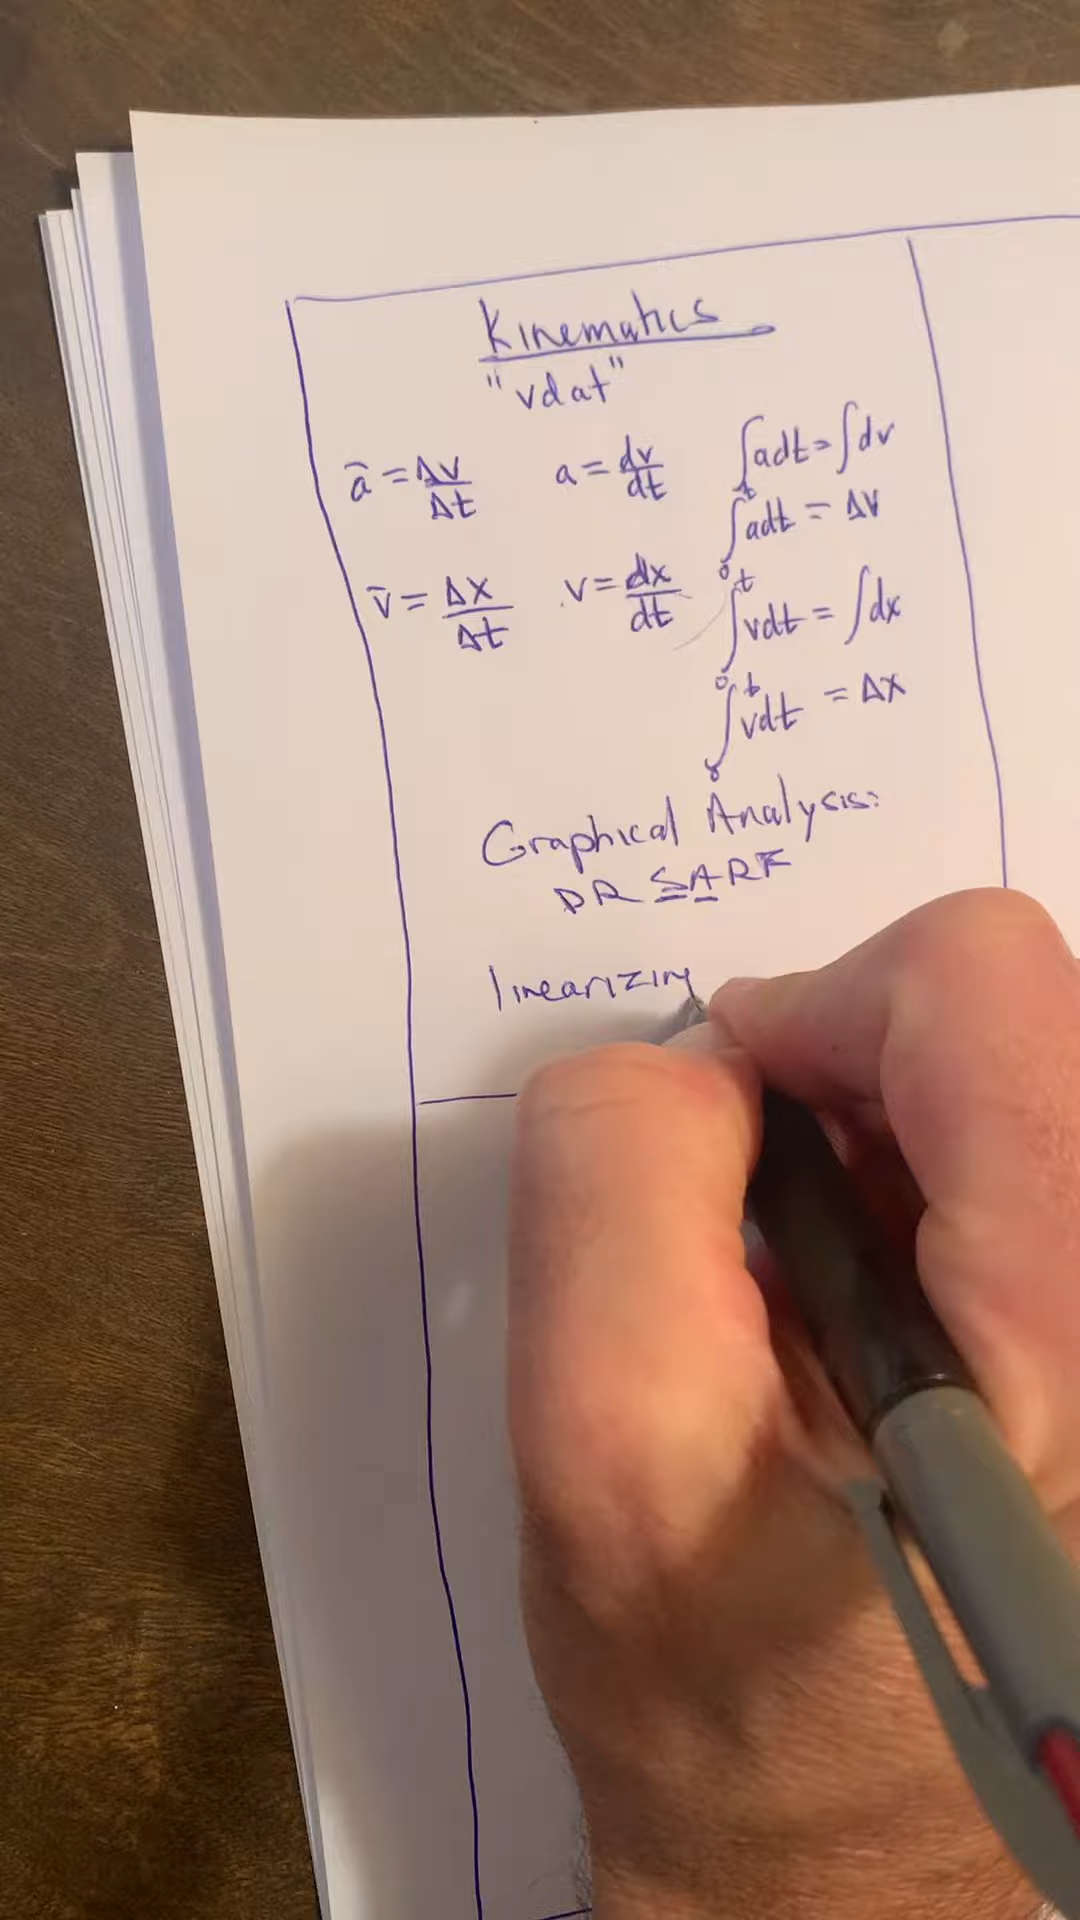 Kinematics
"vdat"
ā = Δv/Δt a = dv/dt ∫adt = ∫dv
∫₀ᵗ adt = Δv
v̄ = Δx/Δt v = dx/dt ∫₀ᵗ vdt = ∫dx
∫₀ᵗ vdt = Δx
Graphical Analysis:
DR SARF
linearizin